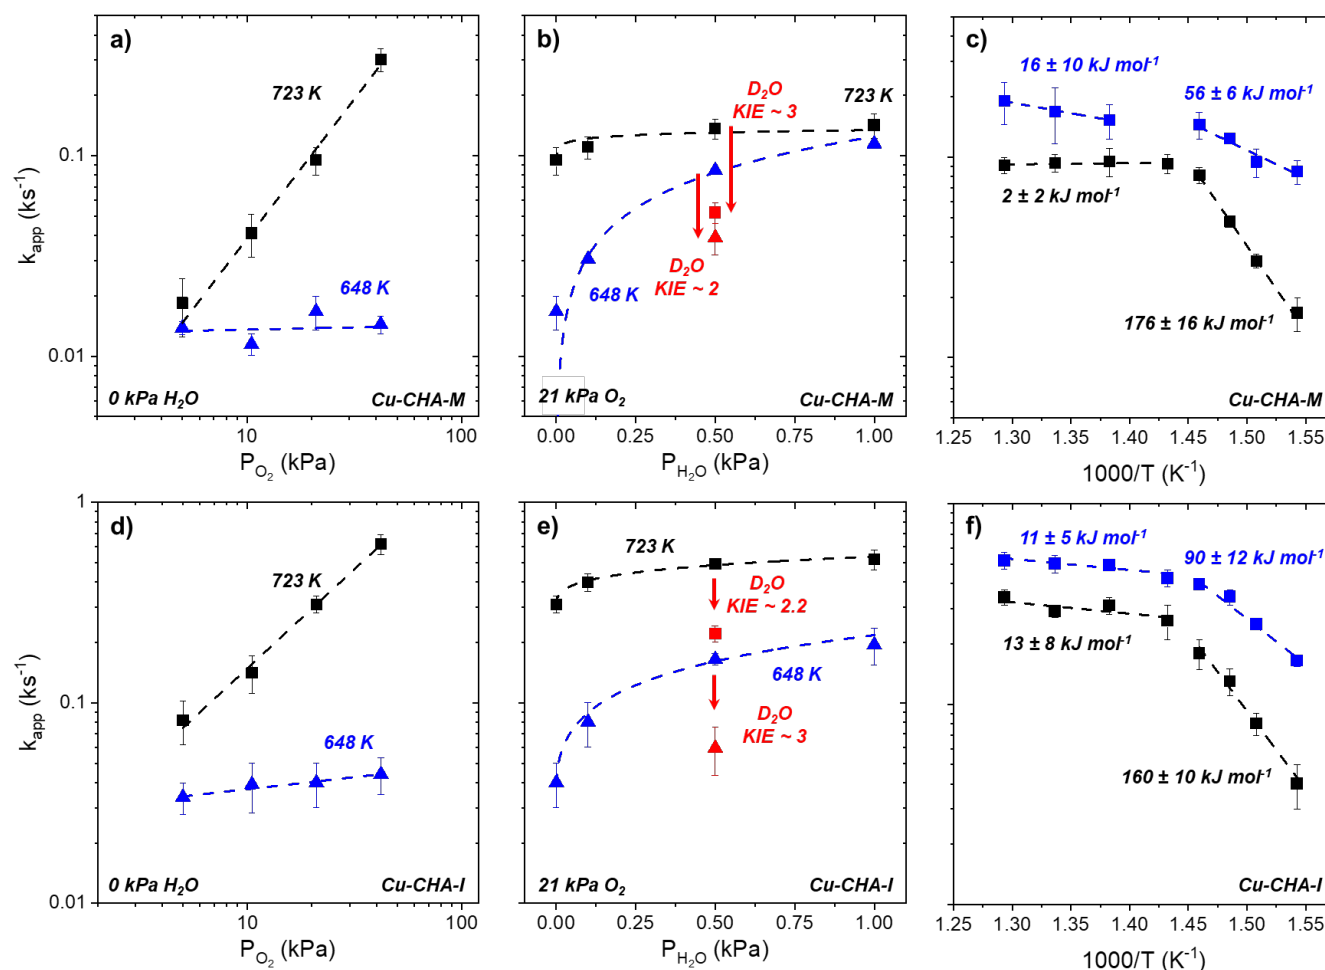 a)
723 K
648 K
0 kPa H₂O
Cu-CHA-M
k_app (ks⁻¹)
0.1
0.01
10
100
P_O₂ (kPa)
b)
D₂O
KIE ~ 3
723 K
D₂O
KIE ~ 2
648 K
21 kPa O₂
Cu-CHA-M
0.00
0.25
0.50
0.75
1.00
P_H₂O (kPa)
c)
16 ± 10 kJ mol⁻¹
56 ± 6 kJ mol⁻¹
2 ± 2 kJ mol⁻¹
176 ± 16 kJ mol⁻¹
Cu-CHA-M
1.25
1.30
1.35
1.40
1.45
1.50
1.55
1000/T (K⁻¹)
d)
723 K
648 K
0 kPa H₂O
Cu-CHA-I
k_app (ks⁻¹)
1
0.1
0.01
10
100
P_O₂ (kPa)
e)
723 K
D₂O
KIE ~ 2.2
648 K
D₂O
KIE ~ 3
21 kPa O₂
Cu-CHA-I
0.00
0.25
0.50
0.75
1.00
P_H₂O (kPa)
f)
11 ± 5 kJ mol⁻¹
90 ± 12 kJ mol⁻¹
13 ± 8 kJ mol⁻¹
160 ± 10 kJ mol⁻¹
Cu-CHA-I
1.25
1.30
1.35
1.40
1.45
1.50
1.55
1000/T (K⁻¹)